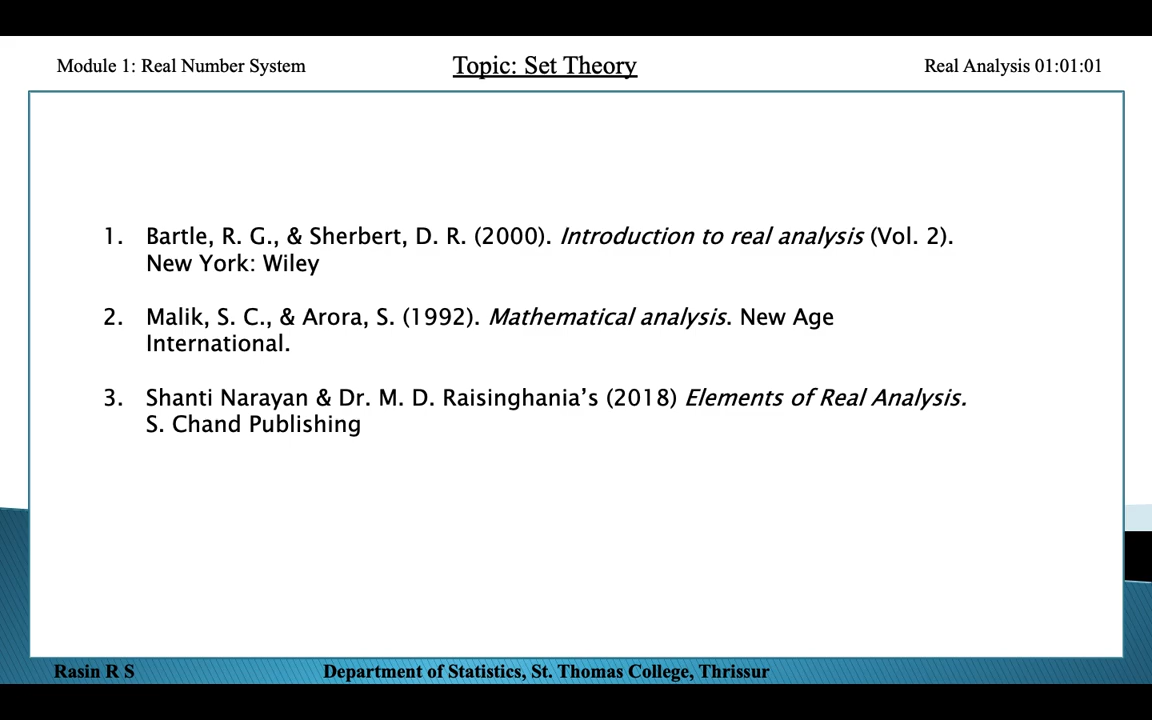 Module 1: Real Number System
Topic: Set Theory
Real Analysis 01:01:01
1. Bartle, R. G., & Sherbert, D. R. (2000). Introduction to real analysis (Vol. 2).
New York: Wiley
2. Malik, S. C., & Arora, S. (1992). Mathematical analysis. New Age
International.
3. Shanti Narayan & Dr. M. D. Raisinghania’s (2018) Elements of Real Analysis.
S. Chand Publishing
Rasin R S
Department of Statistics, St. Thomas College, Thrissur